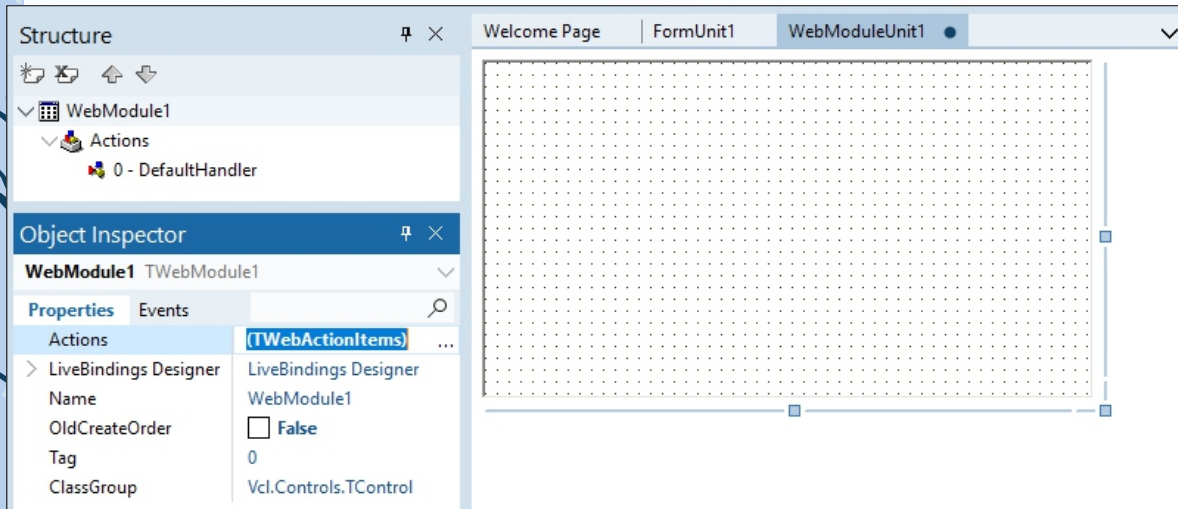 Structure
WebModule1
Actions
0 - DefaultHandler
Object Inspector
WebModule1 TWebModule1
Properties Events
Actions (TWebActionItems) ...
LiveBindings Designer LiveBindings Designer
Name WebModule1
OldCreateOrder False
Tag 0
ClassGroup Vcl.Controls.TControl
Welcome Page FormUnit1 WebModuleUnit1